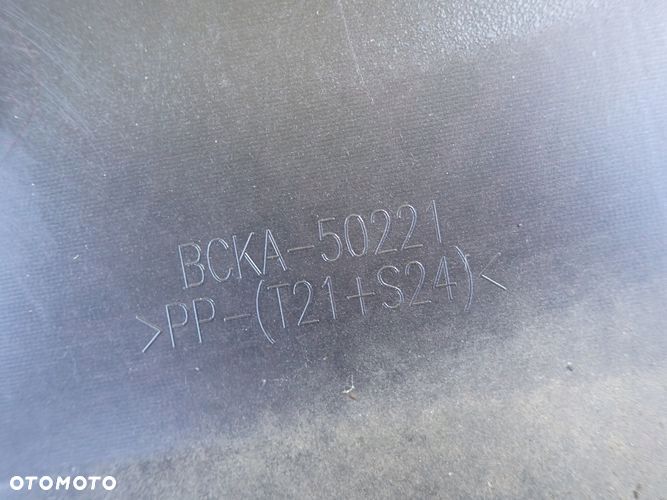 BCKA-50221
>PP-(T21+S24)<
OTOMOTO